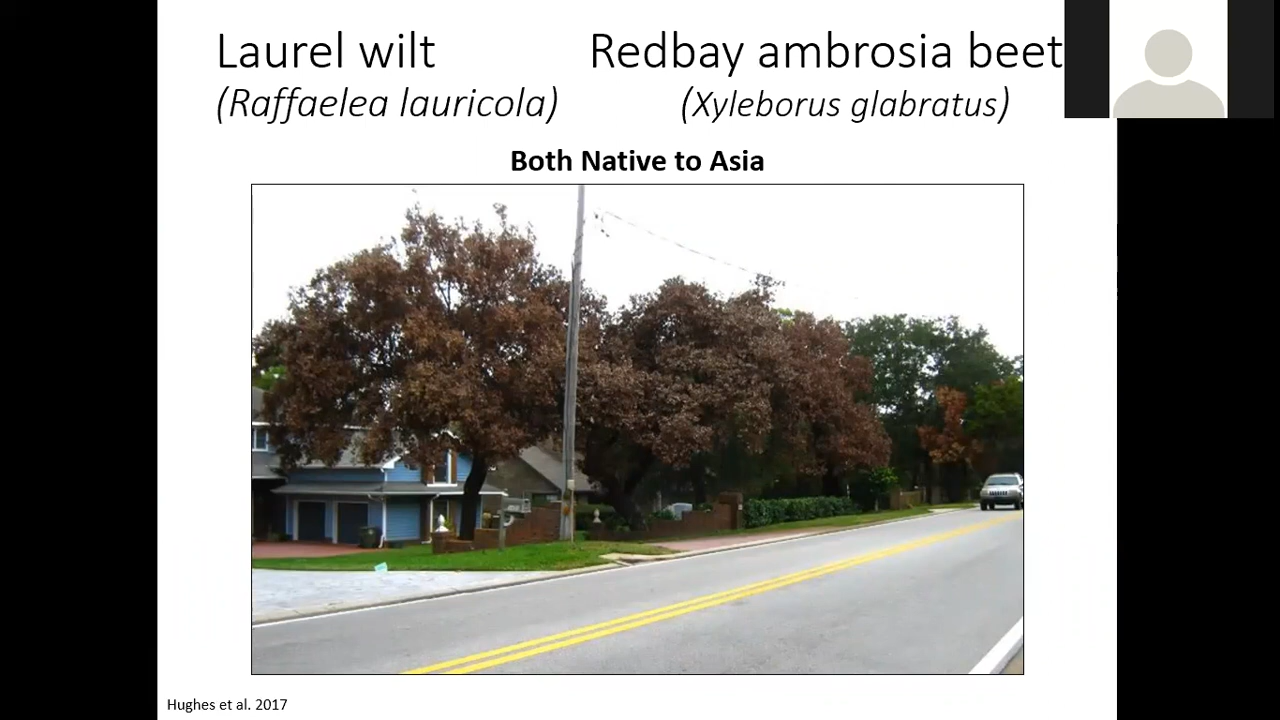 Laurel wilt
(Raffaelea lauricola)
Redbay ambrosia beet
(Xyleborus glabratus)
Both Native to Asia
Hughes et al. 2017